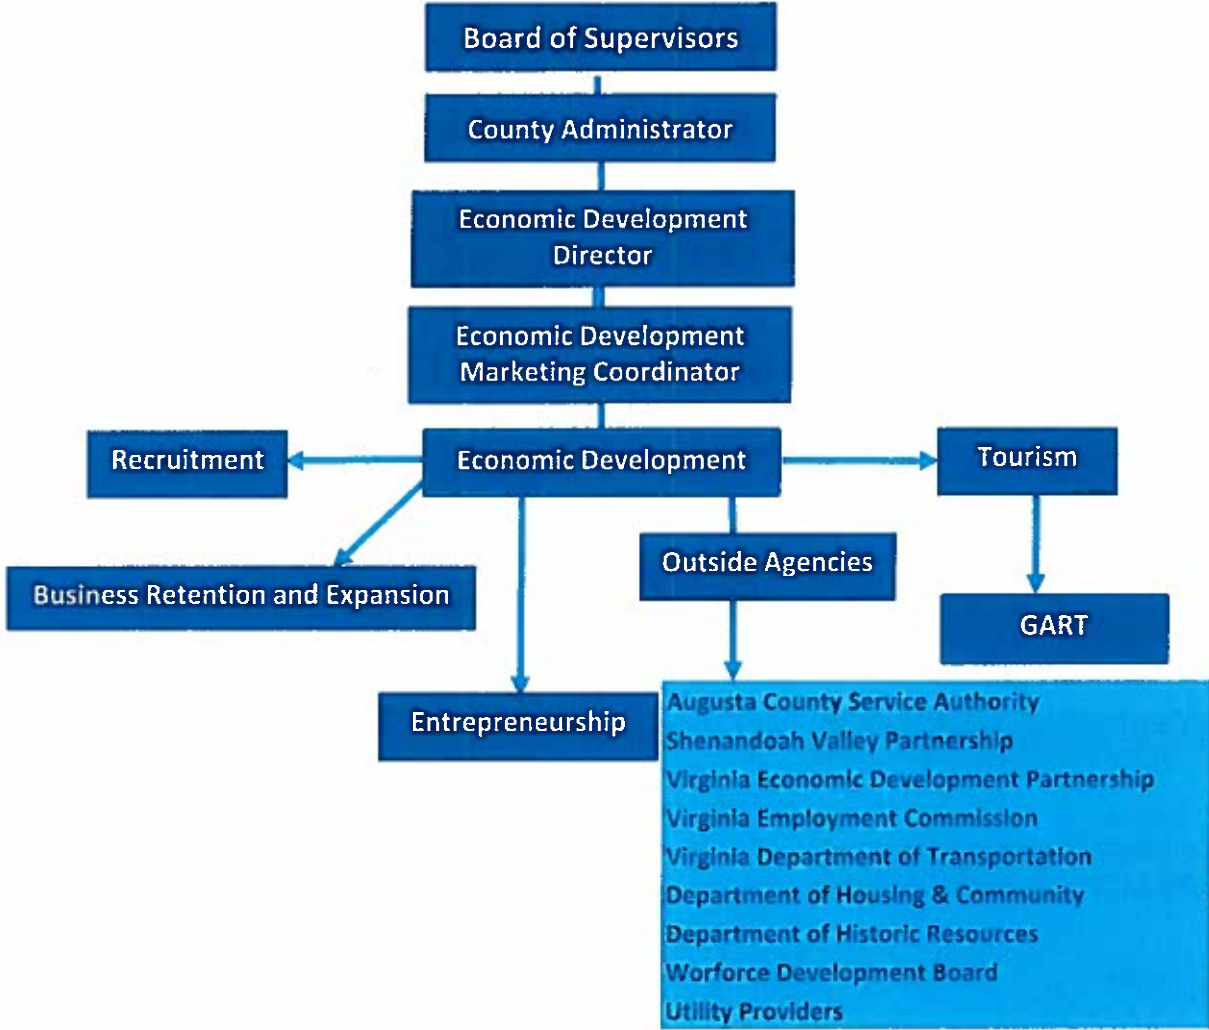 Board of Supervisors
County Administrator
Economic Development
Director
Economic Development
Marketing Coordinator
Recruitment
Economic Development
Tourism
Business Retention and Expansion
Outside Agencies
GART
Entrepreneurship
Augusta County Service Authority
Shenandoah Valley Partnership
Virginia Economic Development Partnership
Virginia Employment Commission
Virginia Department of Transportation
Department of Housing & Community
Department of Historic Resources
Worforce Development Board
Utility Providers